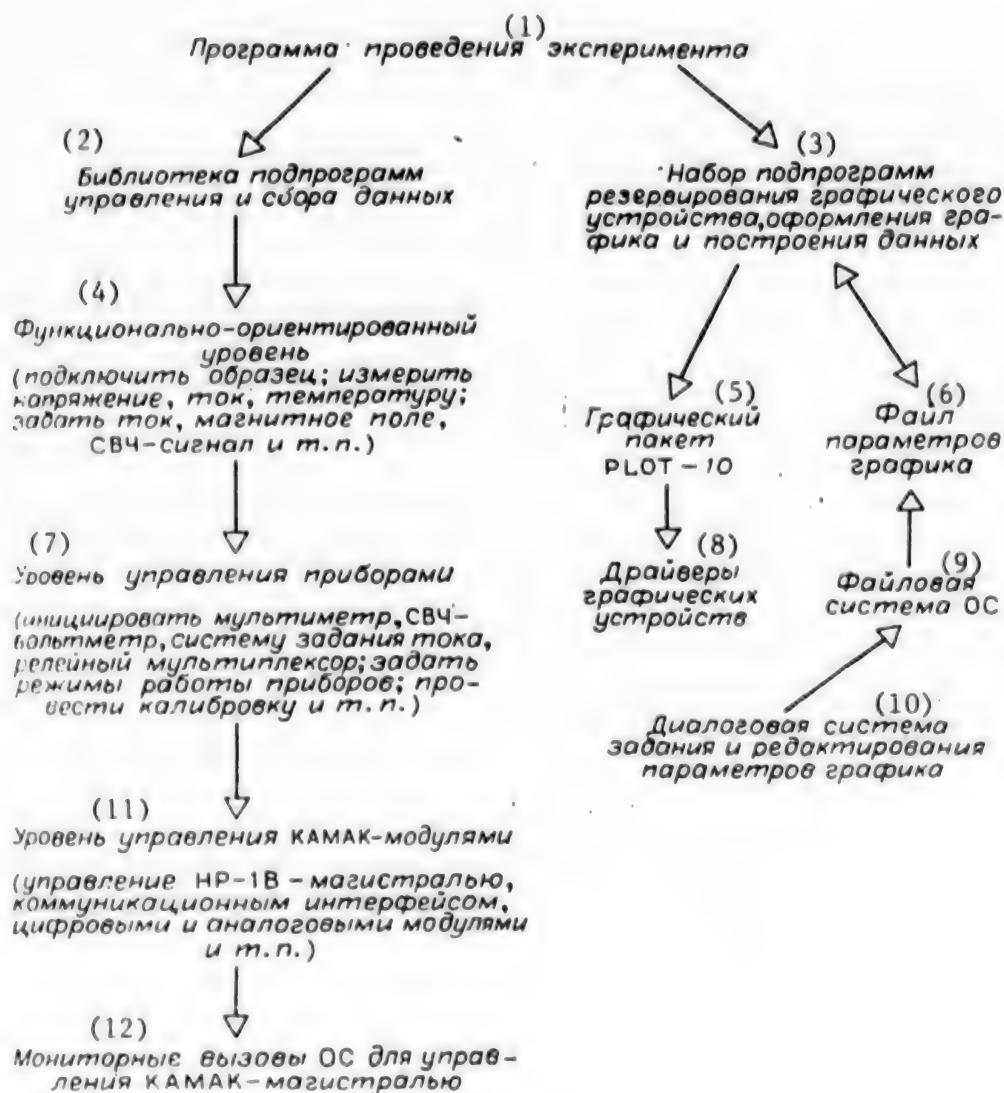 (1)
Программа проведения эксперимента
(2)
Библиотека подпрограмм
управления и сбора данных
(3)
Набор подпрограмм
резервирования графического
устройства, оформления гра-
фика и построения данных
(4)
Функционально-ориентированный
уровень
(подключить образец; измерить
напряжение, ток, температуру;
задать ток, магнитное поле,
СВЧ-сигнал и т.п.)
(5)
Графический
пакет
PLOT-10
(6)
Файл
параметров
графика
(7)
Уровень управления приборами
(инициировать мультиметр, СВЧ-
вольтметр, систему задания тока,
релейный мультиплексор; задать
режимы работы приборов; про-
вести калибровку и т.п.)
(8)
Драйверы
графических
устройств
(9)
Файловая
система ОС
(10)
Диалоговая система
задания и редактирования
параметров графика
(11)
Уровень управления КАМАК-модулями
(управление HP-1B-магистралью,
коммуникационным интерфейсом,
цифровыми и аналоговыми модулями
и т.п.)
(12)
Мониторные вызовы ОС для управ-
ления КАМАК-магистралью